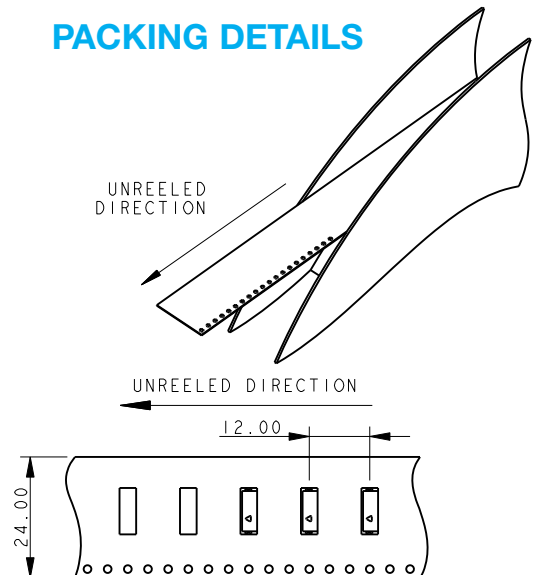 PACKING DETAILS
UNREELED
DIRECTION
UNREELED DIRECTION
12.00
24.00